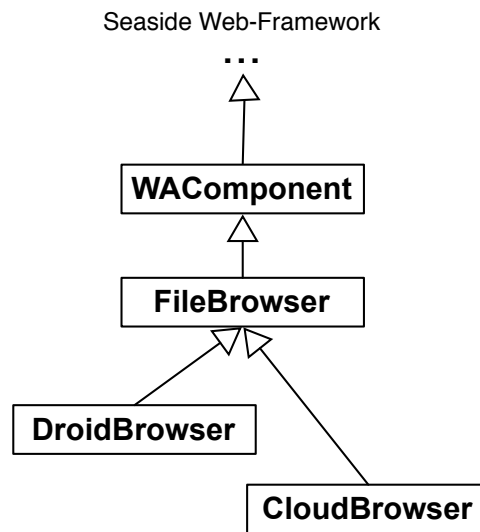 Seaside Web-Framework
...
WAComponent
FileBrowser
DroidBrowser
CloudBrowser